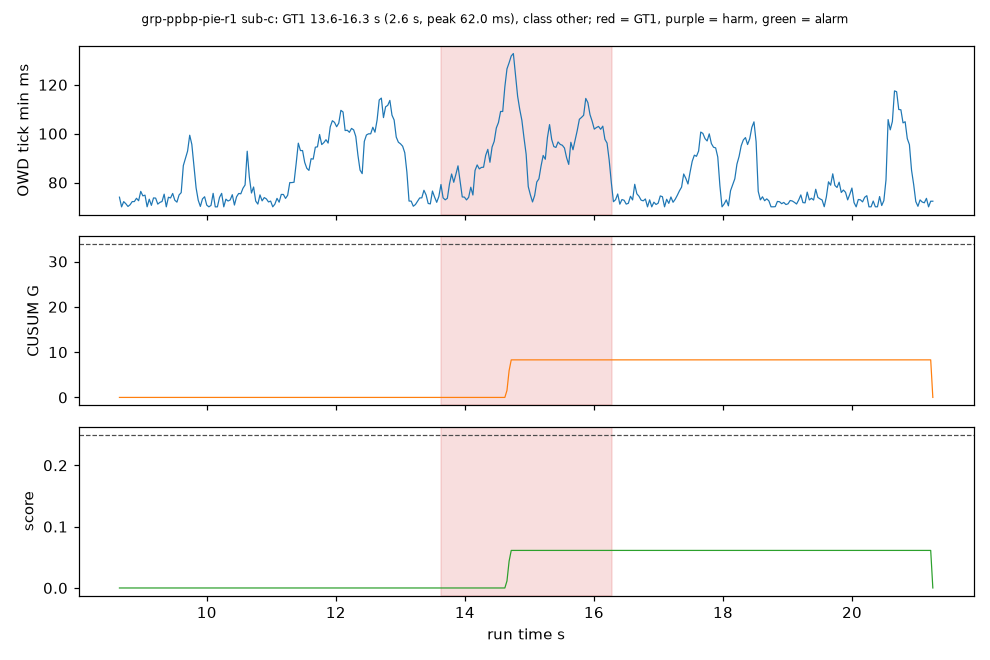 grp-ppbp-pie-r1 sub-c: GT1 13.6-16.3 s (2.6 s, peak 62.0 ms), class other; red = GT1, purple = harm, green = alarm
OWD tick min ms
120
100
80
CUSUM G
30
20
10
0
score
0.2
0.1
0.0
10 12 14 16 18 20
run time s